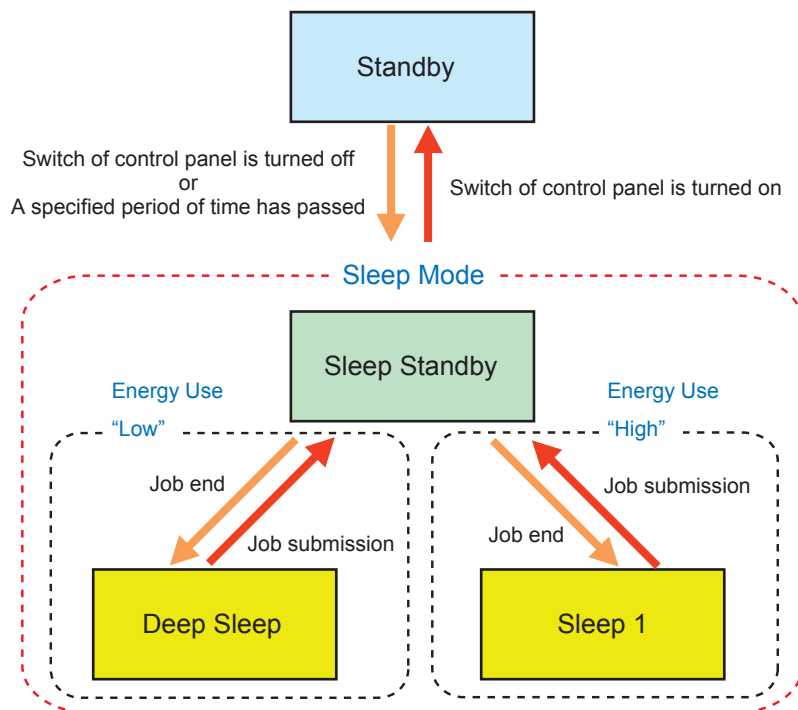 Standby
Switch of control panel is turned off
or
A specified period of time has passed
Switch of control panel is turned on
Sleep Mode
Sleep Standby
Energy Use
“Low”
Energy Use
“High”
Job end
Job submission
Job submission
Job end
Deep Sleep
Sleep 1